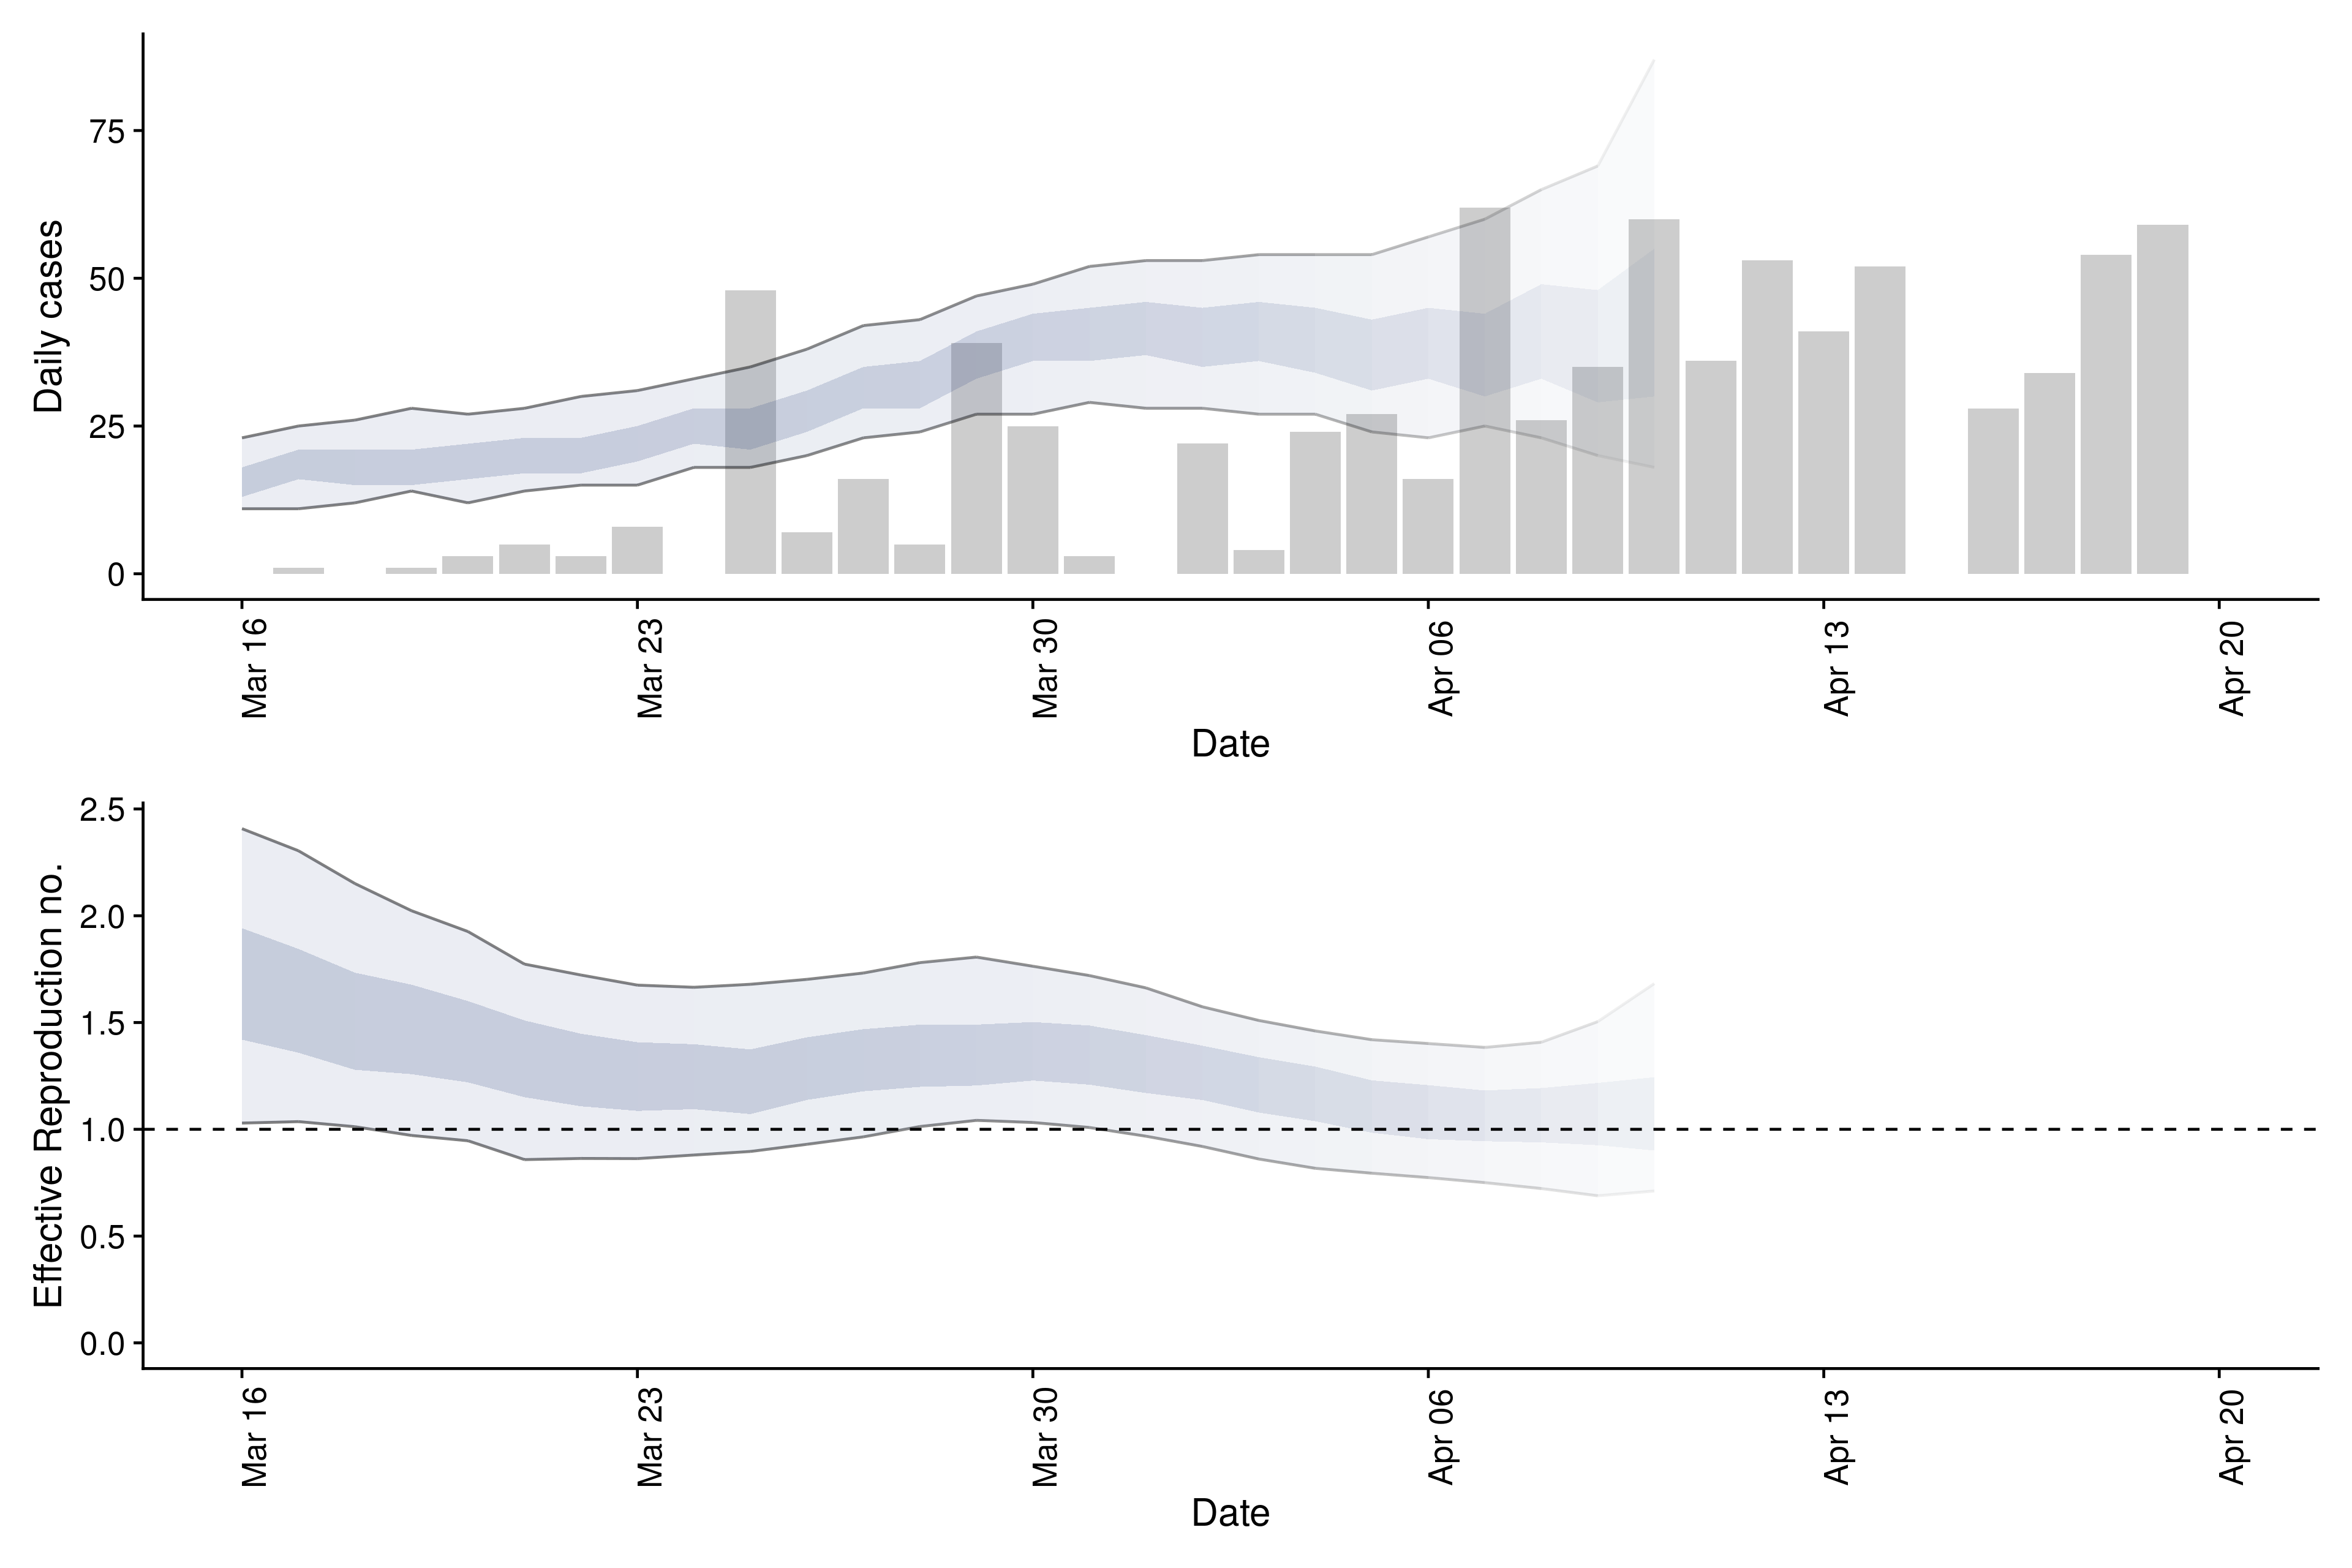 Daily cases
75
50
25
0
Mar 16
Mar 23
Mar 30
Apr 06
Apr 13
Apr 20
Date
Effective Reproduction no.
2.5
2.0
1.5
1.0
0.5
0.0
Mar 16
Mar 23
Mar 30
Apr 06
Apr 13
Apr 20
Date